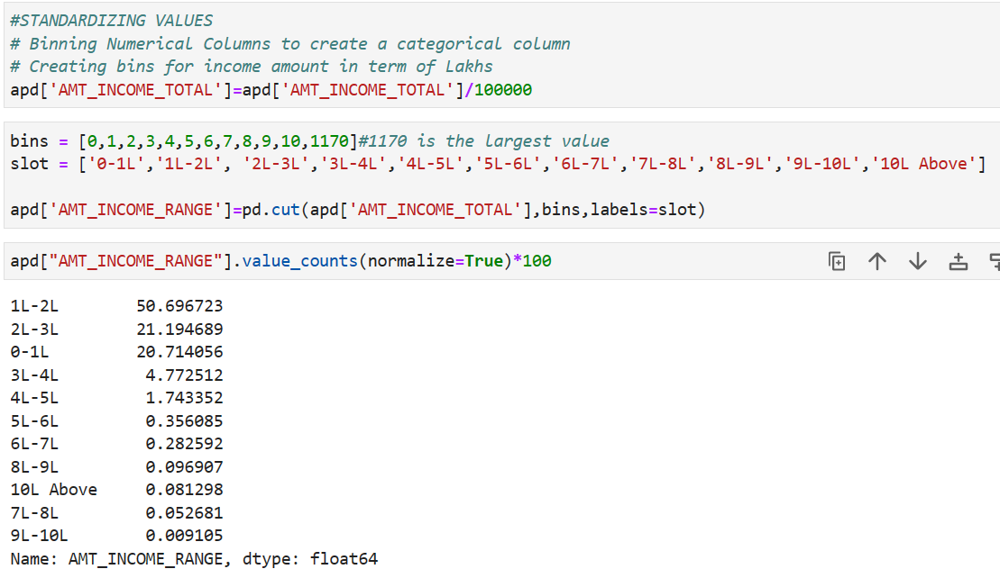 #STANDARDIZING VALUES
# Binning Numerical Columns to create a categorical column
# Creating bins for income amount in term of Lakhs
apd['AMT_INCOME_TOTAL']=apd['AMT_INCOME_TOTAL']/100000
bins = [0,1,2,3,4,5,6,7,8,9,10,1170]#1170 is the largest value
slot = ['0-1L','1L-2L', '2L-3L','3L-4L','4L-5L','5L-6L','6L-7L','7L-8L','8L-9L','9L-10L','10L Above']
apd['AMT_INCOME_RANGE']=pd.cut(apd['AMT_INCOME_TOTAL'],bins,labels=slot)
apd["AMT_INCOME_RANGE"].value_counts(normalize=True)*100
1L-2L 50.696723
2L-3L 21.194689
0-1L 20.714056
3L-4L 4.772512
4L-5L 1.743352
5L-6L 0.356085
6L-7L 0.282592
8L-9L 0.096907
10L Above 0.081298
7L-8L 0.052681
9L-10L 0.009105
Name: AMT_INCOME_RANGE, dtype: float64